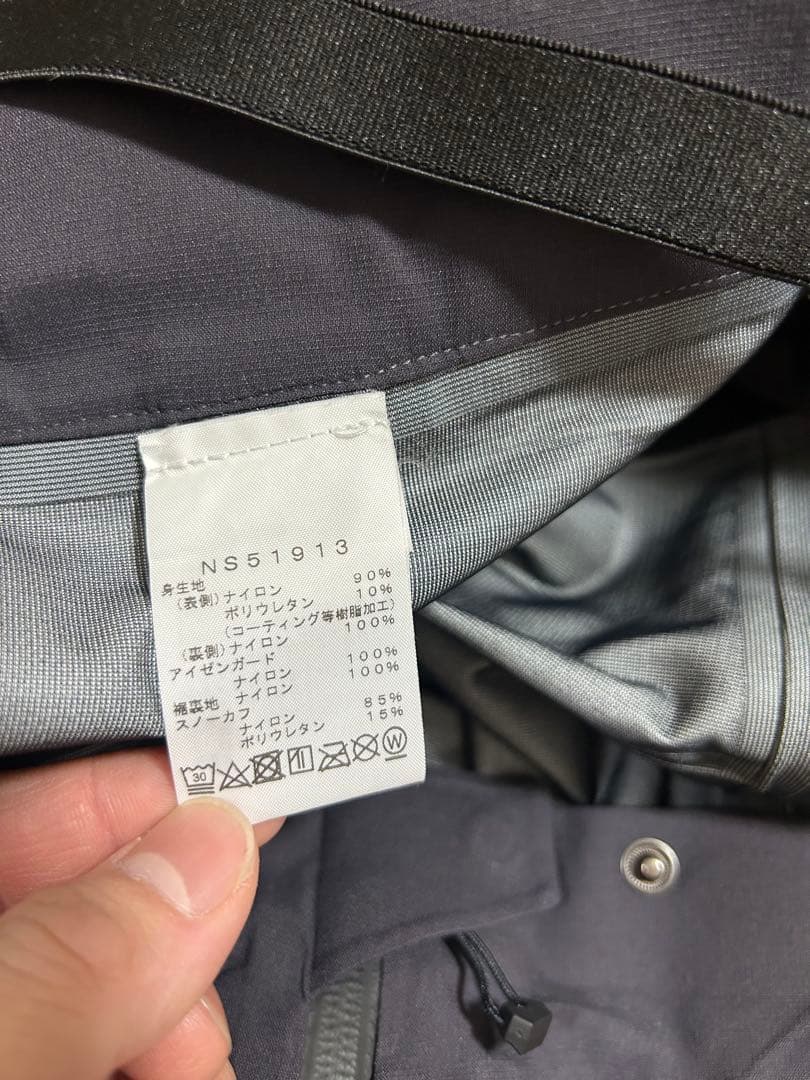 NS51913
身生地
(表側)ナイロン 90%
ポリウレタン 10%
(コーティング等樹脂加工)
(裏側)ナイロン 100%
アイゼンガード
ナイロン 100%
裾裏地 ナイロン 100%
スノーカフ
ナイロン 85%
ポリウレタン 15%
30 W